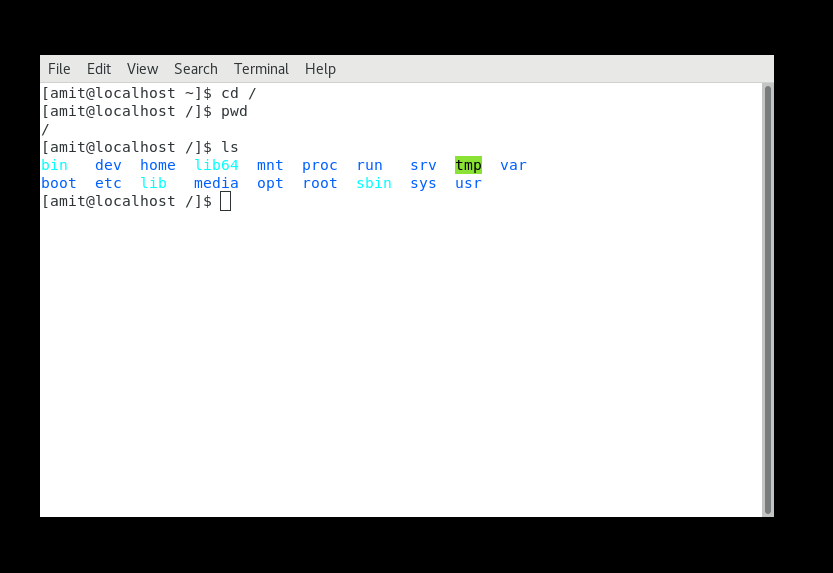 File Edit View Search Terminal Help
[amit@localhost ~]$ cd /
[amit@localhost /]$ pwd
/
[amit@localhost /]$ ls
bin   dev  home  lib64  mnt  proc  run   srv  tmp  var
boot  etc  lib   media  opt  root  sbin  sys  usr
[amit@localhost /]$